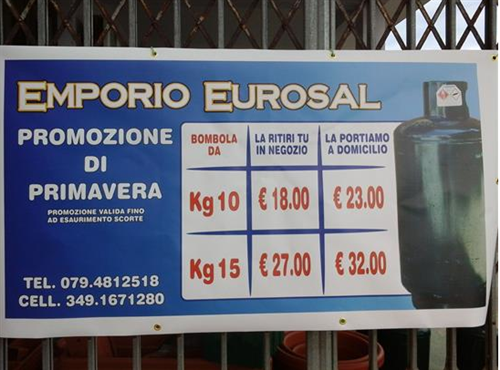 EMPORIO EUROSAL
PROMOZIONE
DI
PRIMAVERA
PROMOZIONE VALIDA FINO
AD ESAURIMENTO SCORTE
TEL. 079.4812518
CELL. 349.1671280
BOMBOLA
DA
LA RITIRI TU
IN NEGOZIO
LA PORTIAMO
A DOMICILIO
Kg 10 € 18.00 € 23.00
Kg 15 € 27.00 € 32.00